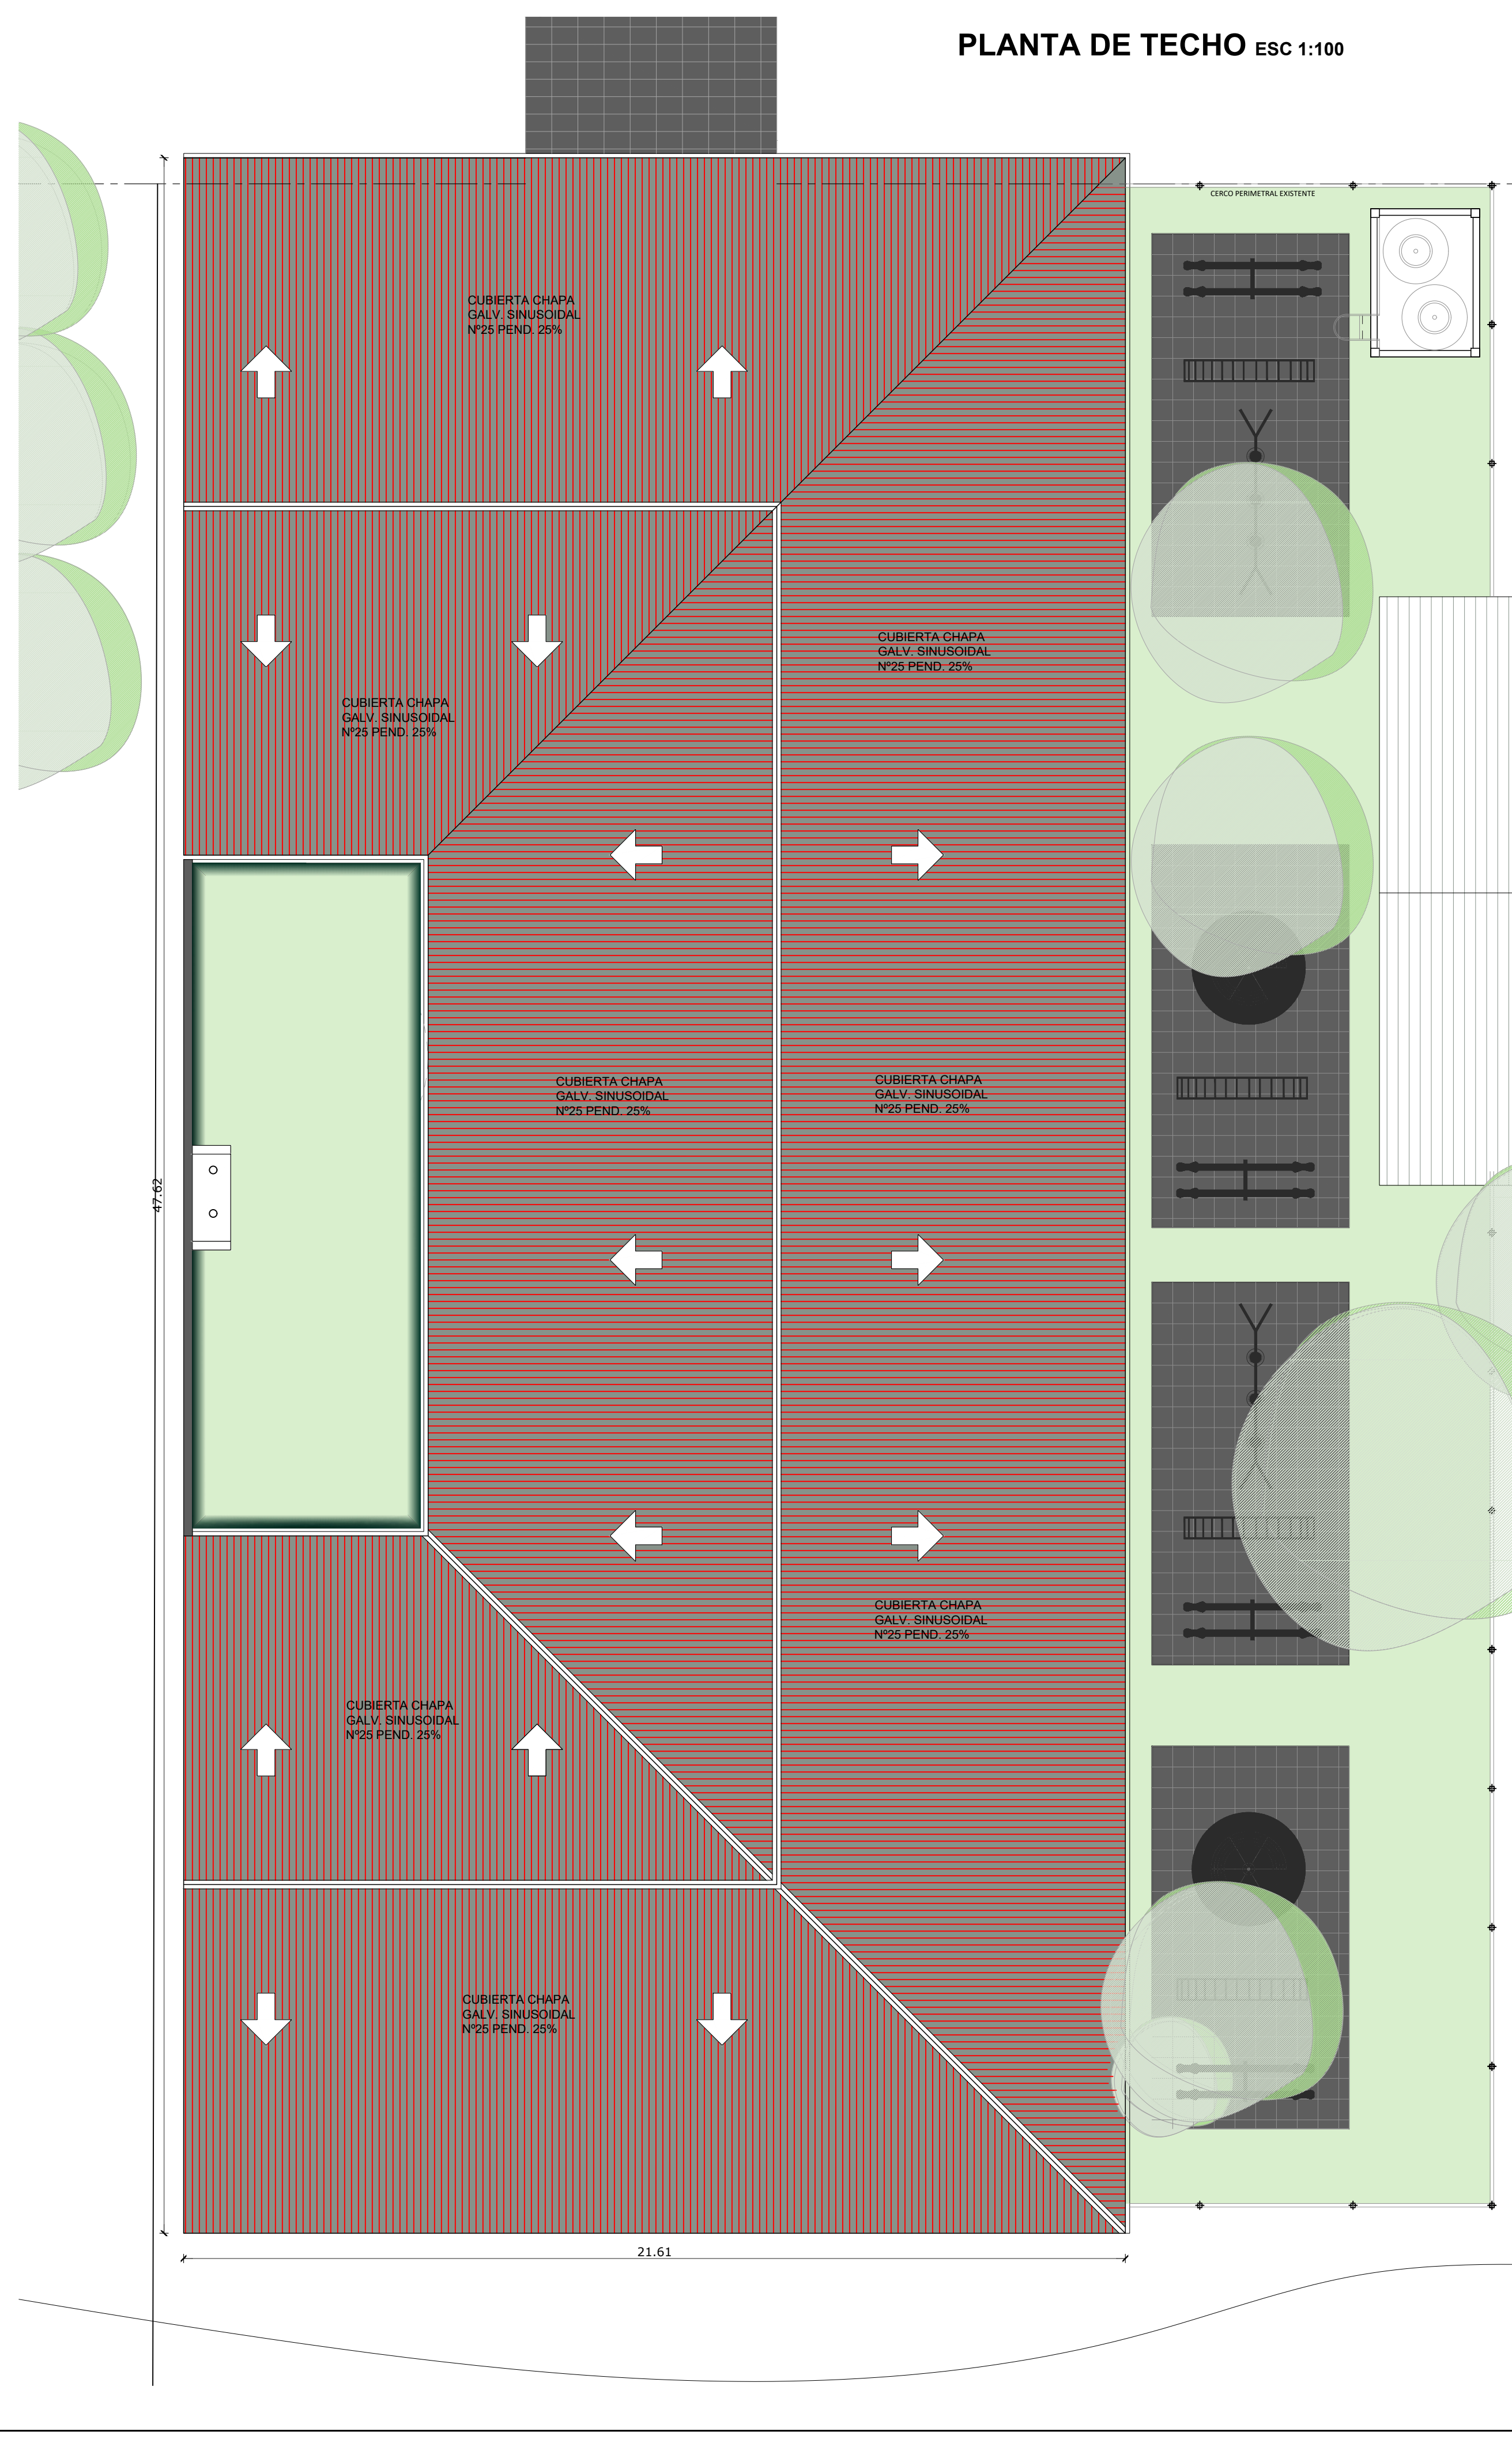 PLANTA DE TECHO ESC 1:100
CERCO PERIMETRAL EXISTENTE
CUBIERTA CHAPA
GALV. SINUSOIDAL
Nº25 PEND. 25%
CUBIERTA CHAPA
GALV. SINUSOIDAL
Nº25 PEND. 25%
CUBIERTA CHAPA
GALV. SINUSOIDAL
Nº25 PEND. 25%
CUBIERTA CHAPA
GALV. SINUSOIDAL
Nº25 PEND. 25%
CUBIERTA CHAPA
GALV. SINUSOIDAL
Nº25 PEND. 25%
47.62
CUBIERTA CHAPA
GALV. SINUSOIDAL
Nº25 PEND. 25%
CUBIERTA CHAPA
GALV. SINUSOIDAL
Nº25 PEND. 25%
CUBIERTA CHAPA
GALV. SINUSOIDAL
Nº25 PEND. 25%
21.61